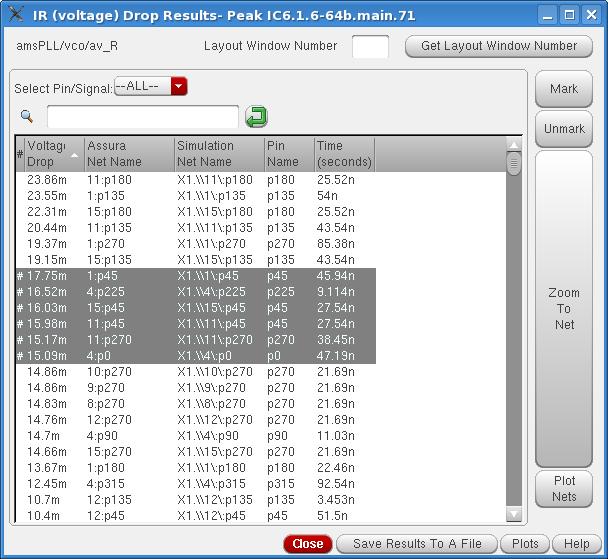 IR (voltage) Drop Results- Peak IC6.1.6-64b.main.71
amsPLL/vco/av_R Layout Window Number Get Layout Window Number
Select Pin/Signal: --ALL-- Mark
Unmark
# Voltage Drop Assura Net Name Simulation Net Name Pin Name Time (seconds)
23.86m 11:p180 X1.\\11\:p180 p180 25.52n
23.55m 1:p135 X1.\\1\:p135 p135 54n
22.31m 15:p180 X1.\\15\:p180 p180 25.52n
20.44m 11:p135 X1.\\11\:p135 p135 43.54n
19.37m 1:p270 X1.\\1\:p270 p270 85.38n
19.15m 15:p135 X1.\\15\:p135 p135 43.54n
# 17.75m 1:p45 X1.\\1\:p45 p45 45.94n
# 16.52m 4:p225 X1.\\4\:p225 p225 9.114n
# 16.03m 15:p45 X1.\\15\:p45 p45 27.54n
# 15.98m 11:p45 X1.\\11\:p45 p45 27.54n
# 15.17m 11:p270 X1.\\11\:p270 p270 38.45n
# 15.09m 4:p0 X1.\\4\:p0 p0 47.19n
14.86m 10:p270 X1.\\10\:p270 p270 21.69n
14.86m 9:p270 X1.\\9\:p270 p270 21.69n
14.83m 8:p270 X1.\\8\:p270 p270 21.69n
14.76m 12:p270 X1.\\12\:p270 p270 21.69n
14.7m 4:p90 X1.\\4\:p90 p90 11.03n
14.66m 15:p270 X1.\\15\:p270 p270 21.69n
13.67m 1:p180 X1.\\1\:p180 p180 22.46n
12.45m 4:p315 X1.\\4\:p315 p315 92.54n
10.7m 12:p135 X1.\\12\:p135 p135 3.453n
10.4m 12:p45 X1.\\12\:p45 p45 51.5n
Zoom
To
Net
Plot
Nets
Close Save Results To A File Plots Help